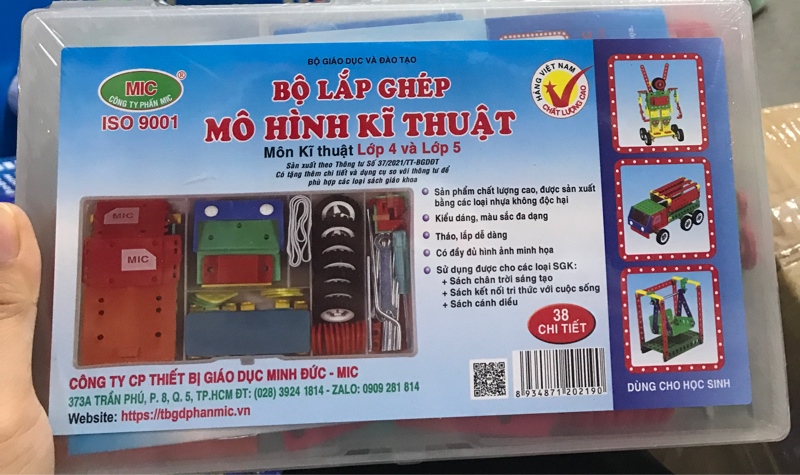 BỘ GIÁO DỤC VÀ ĐÀO TẠO
MIC
®
CÔNG TY PHẤN MIC
ISO 9001
BỘ LẮP GHÉP
MÔ HÌNH KĨ THUẬT
Môn Kĩ thuật Lớp 4 và Lớp 5
Sản xuất theo Thông tư Số 37/2021/TT-BGDĐT
Có tặng thêm chi tiết và dụng cụ so với thông tư để
phù hợp các loại sách giáo khoa
HÀNG VIỆT NAM
CHẤT LƯỢNG CAO
MIC
MIC
Sản phẩm chất lượng cao, được sản xuất
bằng các loại nhựa không độc hại
Kiểu dáng, màu sắc đa dạng
Tháo, lắp dễ dàng
Có đầy đủ hình ảnh minh họa
Sử dụng được cho các loại SGK:
+ Sách chân trời sáng tạo
+ Sách kết nối tri thức với cuộc sống
+ Sách cánh diều
38
CHI TIẾT
CÔNG TY CP THIẾT BỊ GIÁO DỤC MINH ĐỨC - MIC
373A TRẦN PHÚ, P. 8, Q. 5, TP.HCM ĐT: (028) 3924 1814 - ZALO: 0909 281 814
Website: https://tbgdphanmic.vn
8 934871 202190
DÙNG CHO HỌC SINH